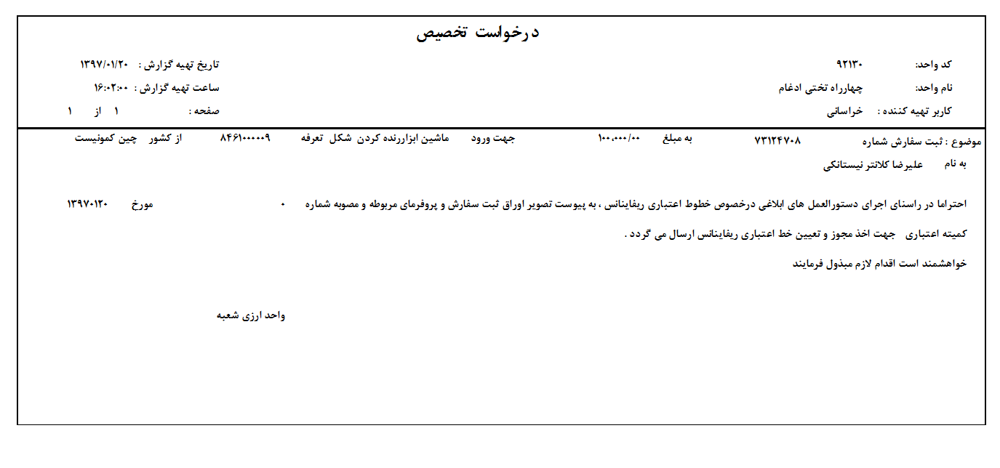 درخواست تخصیص
کد واحد: ۹۲۱۳۰ تاریخ تهیه گزارش : ۱۳۹۷/۰۱/۲۰
نام واحد: چهارراه تختی ادغام ساعت تهیه گزارش : ۱۶:۰۲:۰۰
کاربر تهیه کننده : خراسانی صفحه : ۱ از ۱
موضوع : ثبت سفارش شماره ۷۳۱۲۴۷۰۸ به مبلغ ۱۰۰,۰۰۰/۰۰ جهت ورود ماشین ابزاررنده کردن شکل تعرفه ۸۴۶۱۰۰۰۰۰۹ از کشور چین کمونیست
به نام علیرضا کلانتر نیستانکی
احتراما در راسنای اجرای دستورالعمل های ابلاغی درخصوص خطوط اعتباری ریفاینانس ، به پیوست تصویر اوراق ثبت سفارش و پروفرمای مربوطه و مصوبه شماره ۰ مورخ ۱۳۹۷۰۱۲۰
کمیته اعتباری جهت اخذ مجوز و تعیین خط اعتباری ریفاینانس ارسال می گردد .
خواهشمند است اقدام لازم مبذول فرمایند
واحد ارزی شعبه